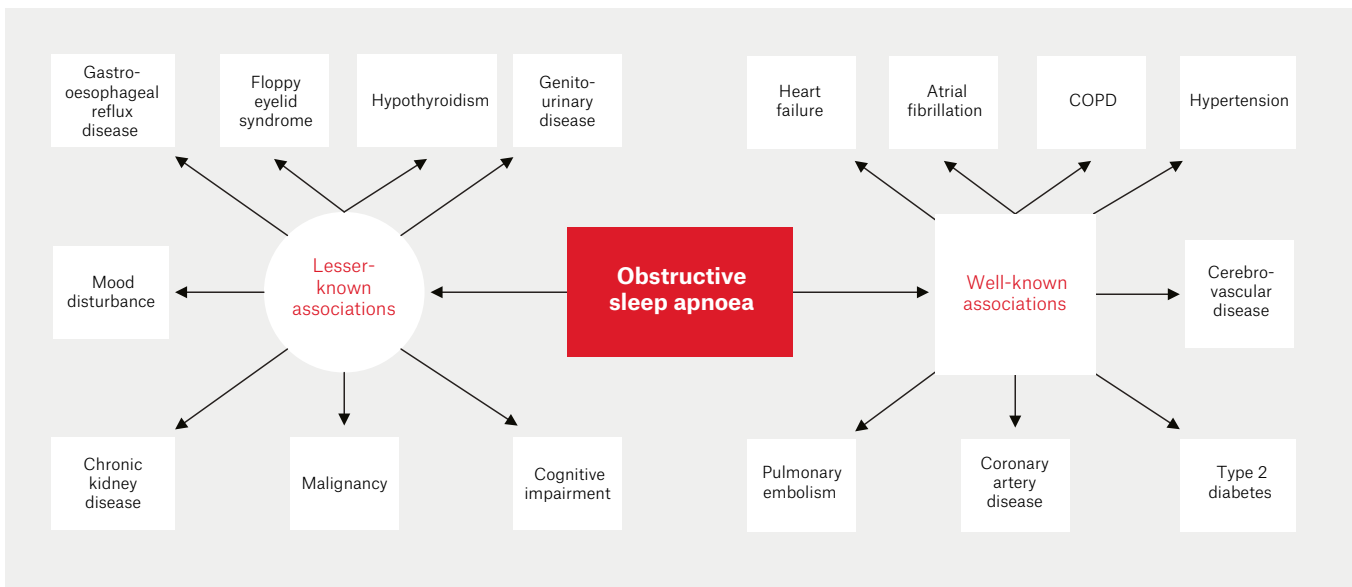 Gastro-
oesophageal
reflux
disease
Floppy
eyelid
syndrome
Hypothyroidism
Genito-
urinary
disease
Heart
failure
Atrial
fibrillation
COPD
Hypertension
Mood
disturbance
Lesser-
known
associations
Obstructive
sleep apnoea
Well-known
associations
Cerebro-
vascular
disease
Chronic
kidney
disease
Malignancy
Cognitive
impairment
Pulmonary
embolism
Coronary
artery
disease
Type 2
diabetes